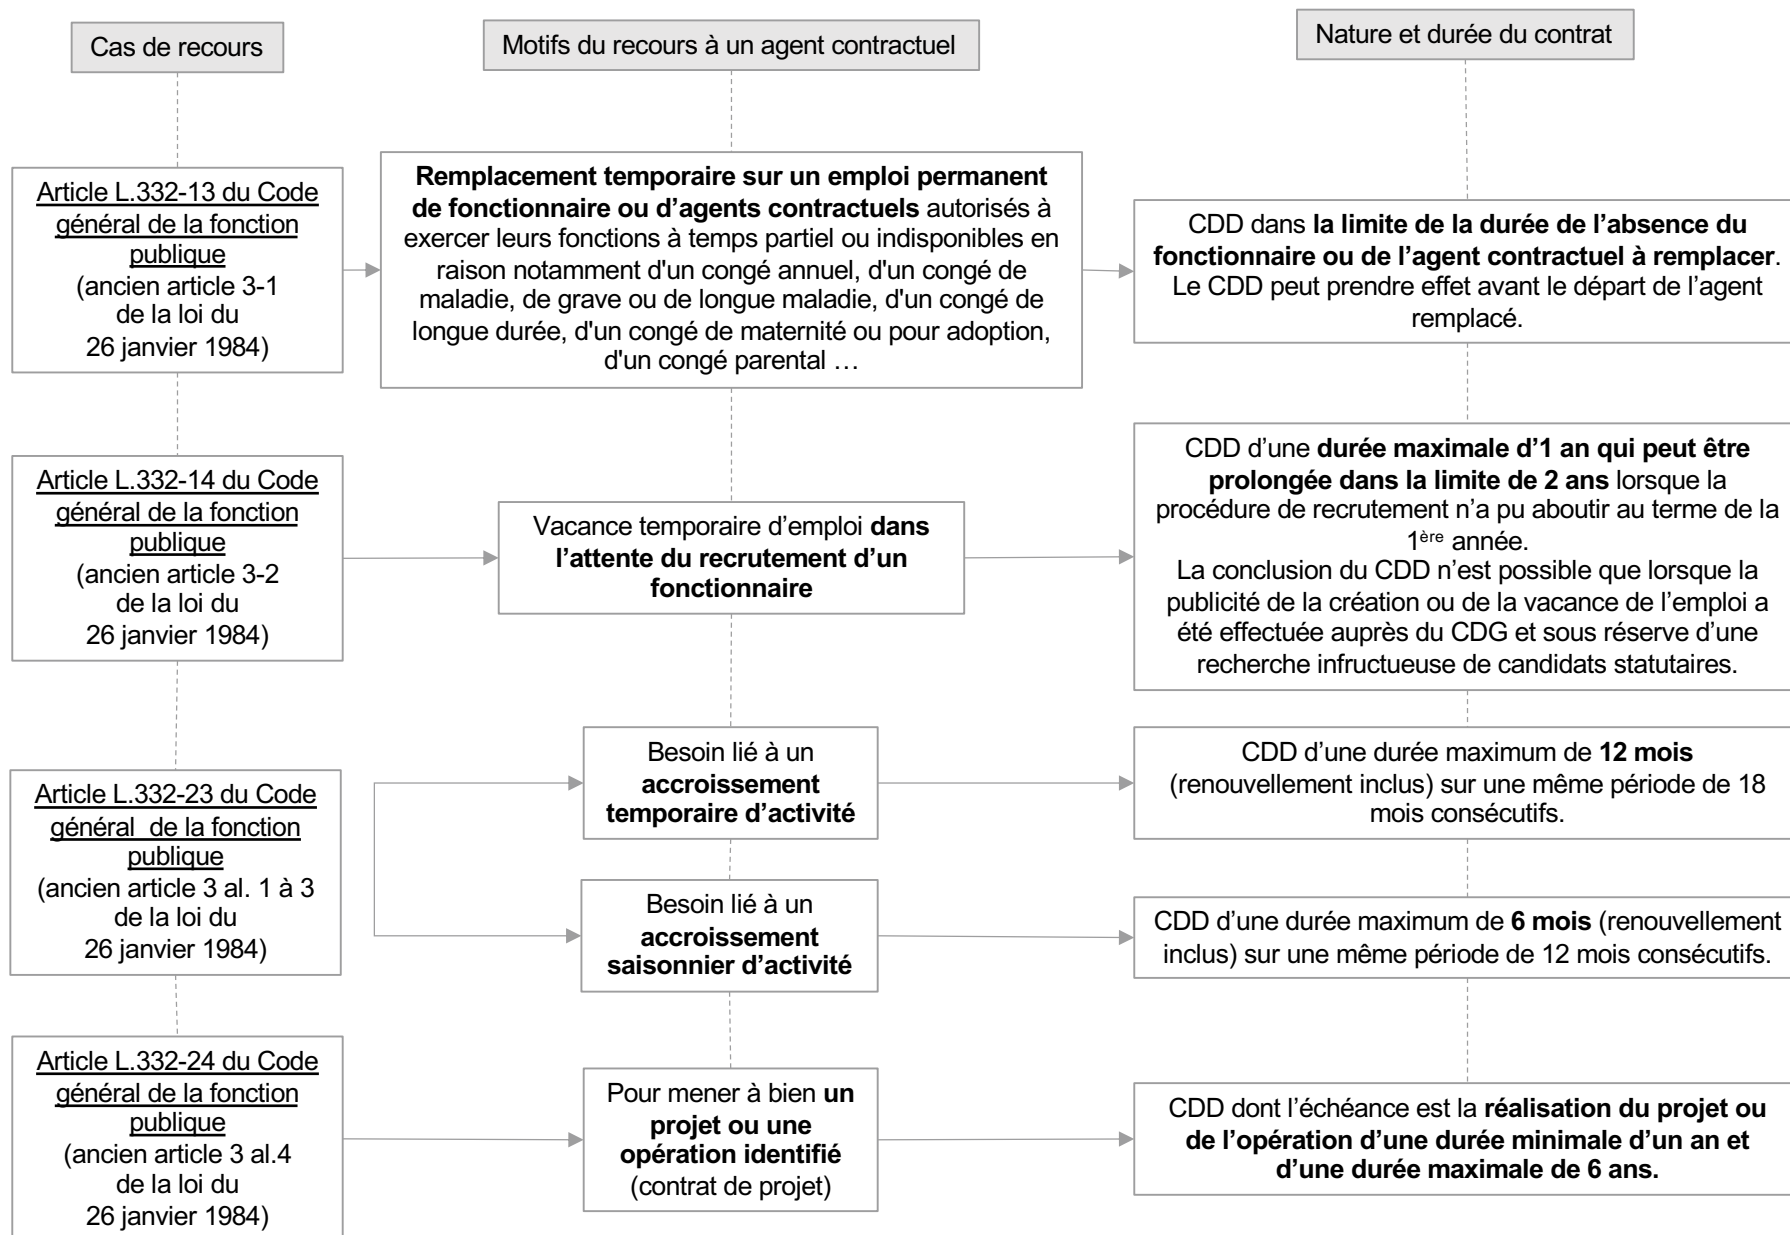 Cas de recours
Motifs du recours à un agent contractuel
Nature et durée du contrat
Article L.332-13 du Code
général de la fonction
publique
(ancien article 3-1
de la loi du
26 janvier 1984)
Remplacement temporaire sur un emploi permanent
de fonctionnaire ou d’agents contractuels autorisés à
exercer leurs fonctions à temps partiel ou indisponibles en
raison notamment d'un congé annuel, d'un congé de
maladie, de grave ou de longue maladie, d'un congé de
longue durée, d'un congé de maternité ou pour adoption,
d'un congé parental …
CDD dans la limite de la durée de l’absence du
fonctionnaire ou de l’agent contractuel à remplacer.
Le CDD peut prendre effet avant le départ de l’agent
remplacé.
Article L.332-14 du Code
général de la fonction
publique
(ancien article 3-2
de la loi du
26 janvier 1984)
Vacance temporaire d’emploi dans
l’attente du recrutement d’un
fonctionnaire
CDD d’une durée maximale d’1 an qui peut être
prolongée dans la limite de 2 ans lorsque la
procédure de recrutement n’a pu aboutir au terme de la
1ère année.
La conclusion du CDD n’est possible que lorsque la
publicité de la création ou de la vacance de l’emploi a
été effectuée auprès du CDG et sous réserve d’une
recherche infructueuse de candidats statutaires.
Article L.332-23 du Code
général de la fonction
publique
(ancien article 3 al. 1 à 3
de la loi du
26 janvier 1984)
Besoin lié à un
accroissement
temporaire d’activité
CDD d’une durée maximum de 12 mois
(renouvellement inclus) sur une même période de 18
mois consécutifs.
Besoin lié à un
accroissement
saisonnier d’activité
CDD d’une durée maximum de 6 mois (renouvellement
inclus) sur une même période de 12 mois consécutifs.
Article L.332-24 du Code
général de la fonction
publique
(ancien article 3 al.4
de la loi du
26 janvier 1984)
Pour mener à bien un
projet ou une
opération identifié
(contrat de projet)
CDD dont l’échéance est la réalisation du projet ou
de l’opération d’une durée minimale d’un an et
d’une durée maximale de 6 ans.